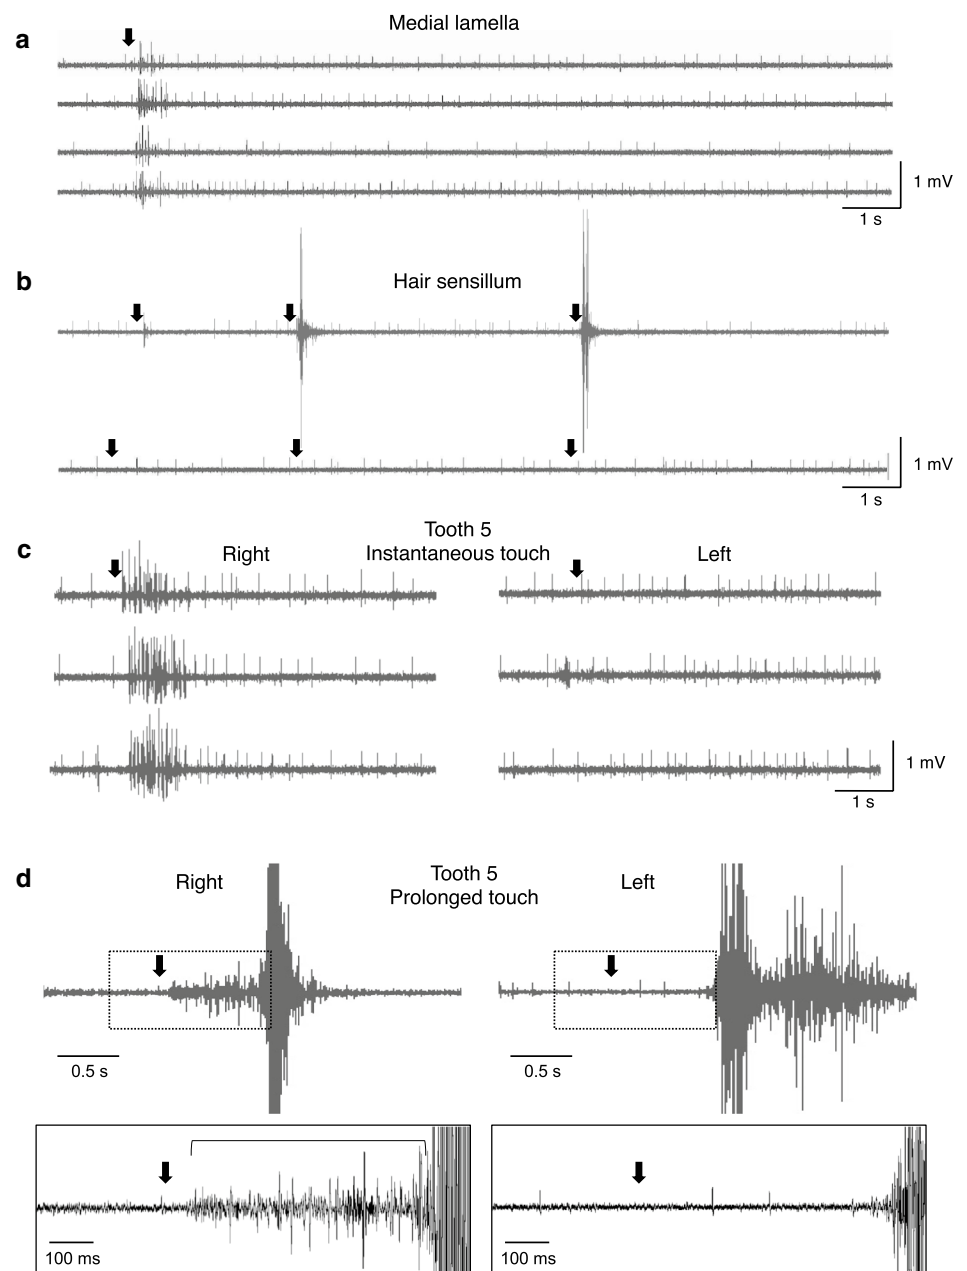 a
Medial lamella
1 mV
1 s
b
Hair sensillum
1 mV
1 s
c
Tooth 5
Instantaneous touch
Right
Left
1 mV
1 s
d
Tooth 5
Prolonged touch
Right
Left
0.5 s
0.5 s
100 ms
100 ms